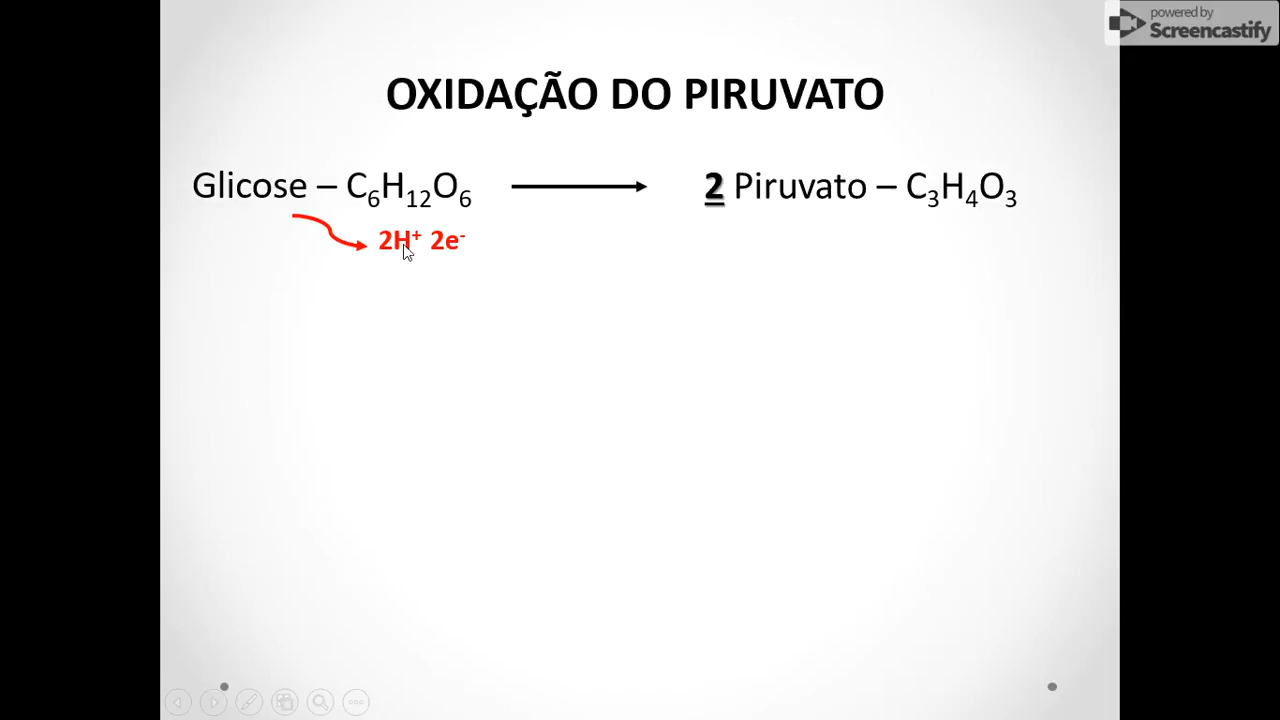 powered by
Screencastify
OXIDAÇÃO DO PIRUVATO
Glicose – C₆H₁₂O₆ 2 Piruvato – C₃H₄O₃
2H⁺ 2e⁻